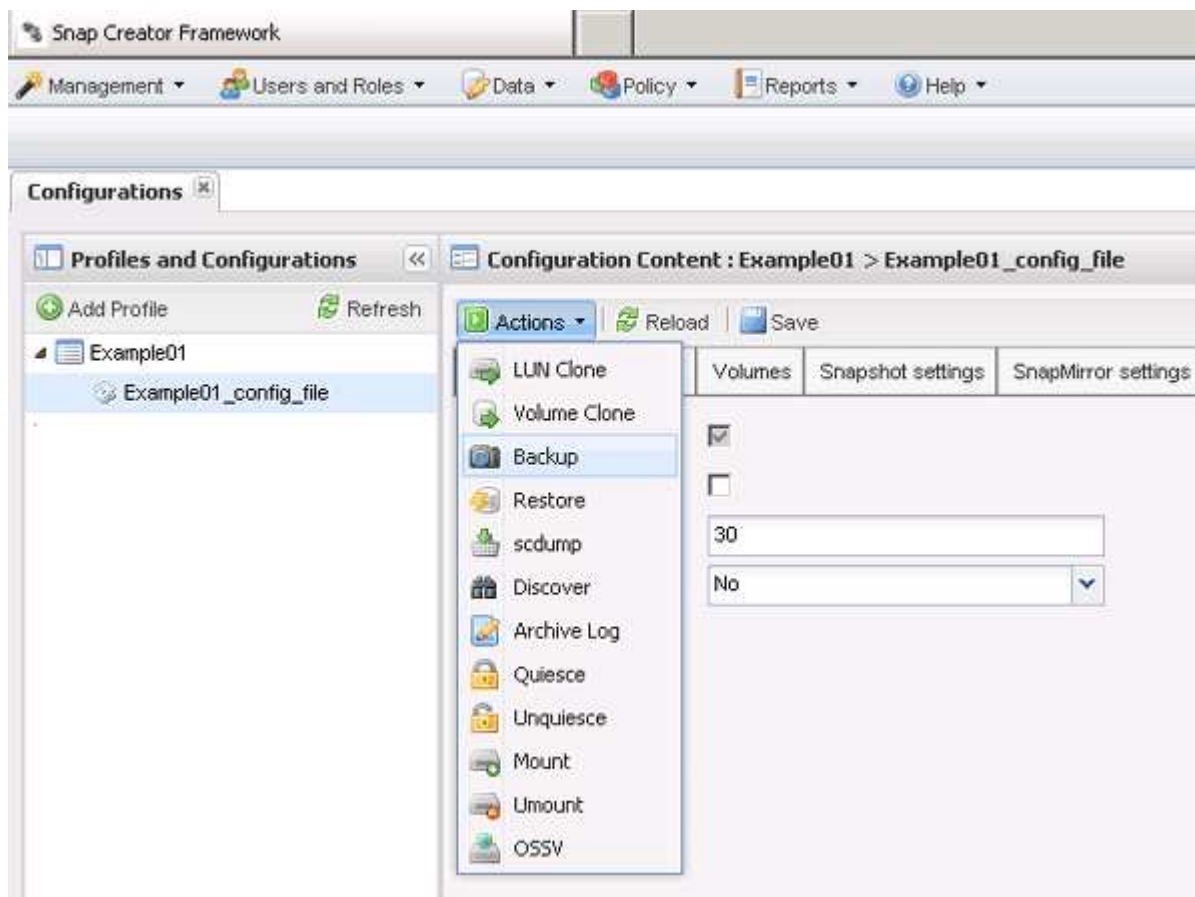 Snap Creator Framework
Management Users and Roles Data Policy Reports Help
Configurations
Profiles and Configurations
Configuration Content : Example01 > Example01_config_file
Add Profile Refresh
Actions Reload Save
Example01
Example01_config_file
Volumes Snapshot settings SnapMirror settings
LUN Clone
Volume Clone
Backup
Restore
scdump
30
Discover
No
Archive Log
Quiesce
Unquiesce
Mount
Umount
OSSV